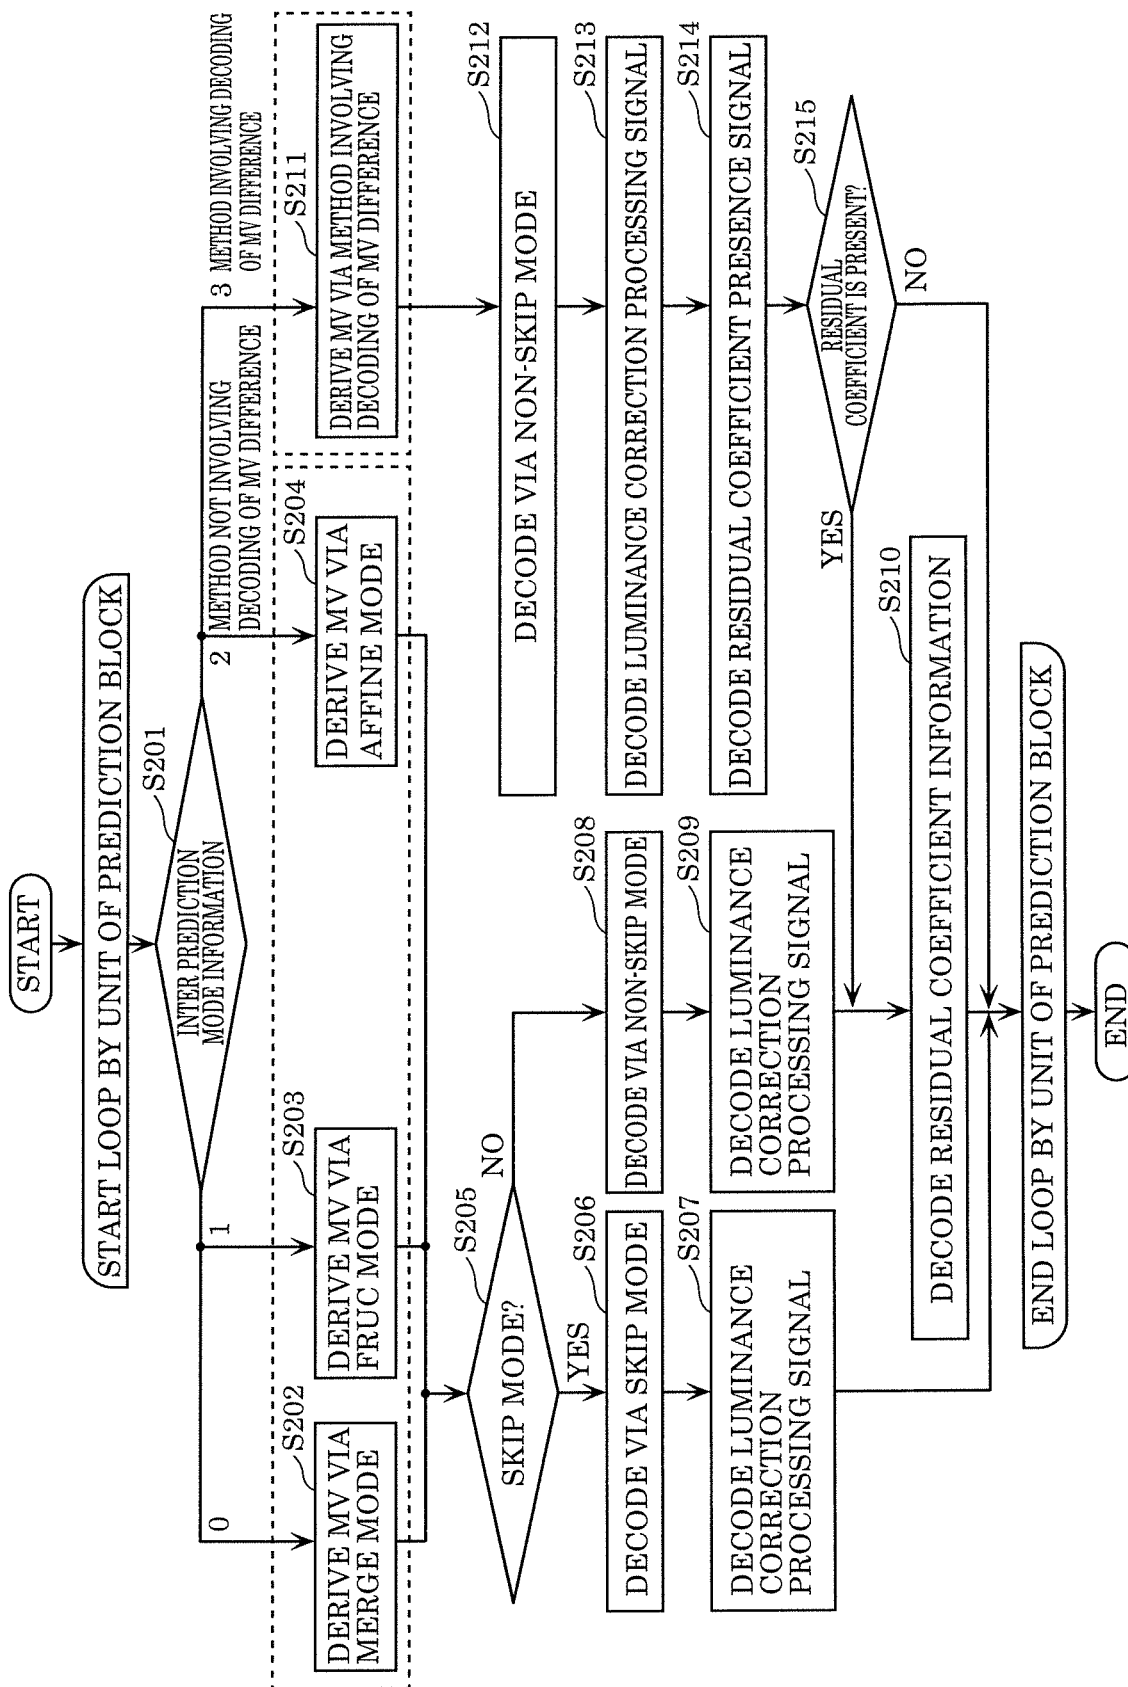 START
START LOOP BY UNIT OF PREDICTION BLOCK
S201
INTER PREDICTION
MODE INFORMATION
0
1
2
METHOD NOT INVOLVING
DECODING OF MV DIFFERENCE
3
METHOD INVOLVING DECODING
OF MV DIFFERENCE
S202
DERIVE MV VIA
MERGE MODE
S203
DERIVE MV VIA
FRUC MODE
S204
DERIVE MV VIA
AFFINE MODE
S211
DERIVE MV VIA METHOD INVOLVING
DECODING OF MV DIFFERENCE
S205
SKIP MODE?
YES
NO
S206
DECODE VIA SKIP MODE
S207
DECODE LUMINANCE
CORRECTION
PROCESSING SIGNAL
S208
DECODE VIA NON-SKIP MODE
S209
DECODE LUMINANCE
CORRECTION
PROCESSING SIGNAL
S212
DECODE VIA NON-SKIP MODE
S213
DECODE LUMINANCE CORRECTION PROCESSING SIGNAL
S214
DECODE RESIDUAL COEFFICIENT PRESENCE SIGNAL
S215
RESIDUAL
COEFFICIENT IS PRESENT?
YES
NO
S210
DECODE RESIDUAL COEFFICIENT INFORMATION
END LOOP BY UNIT OF PREDICTION BLOCK
END